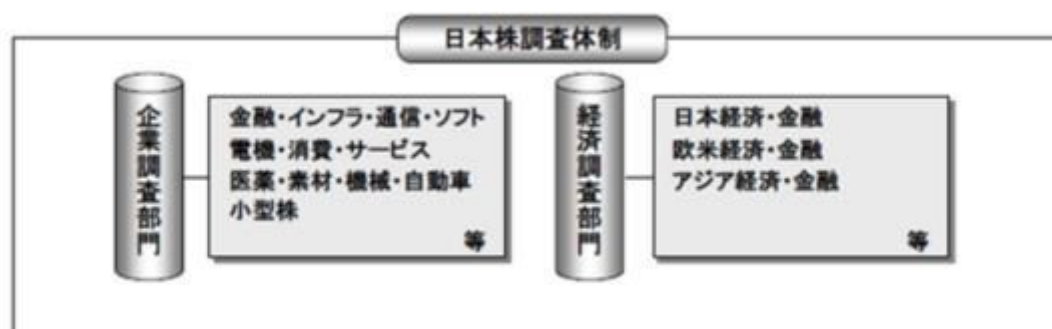 日本株調査体制
企業調査部門
金融・インフラ・通信・ソフト
電機・消費・サービス
医薬・素材・機械・自動車
小型株
等
経済調査部門
日本経済・金融
欧米経済・金融
アジア経済・金融
等